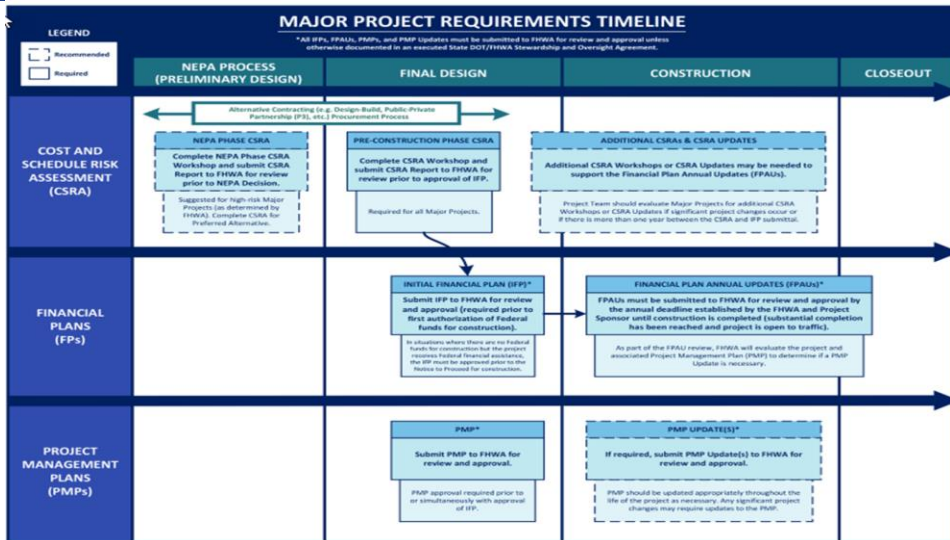 MAJOR PROJECT REQUIREMENTS TIMELINE
*All IFPs, FPAUs, PMPs, and PMP Updates must be submitted to FHWA for review and approval unless
otherwise documented in an executed State DOT/FHWA Stewardship and Oversight Agreement.
LEGEND
Recommended
Required
NEPA PROCESS
(PRELIMINARY DESIGN)
FINAL DESIGN
CONSTRUCTION
CLOSEOUT
Alternative Contracting (e.g. Design-Build, Public-Private
Partnership (P3), etc.) Procurement Process
COST AND
SCHEDULE RISK
ASSESSMENT
(CSRA)
NEPA PHASE CSRA
Complete NEPA Phase CSRA
Workshop and submit CSRA
Report to FHWA for review
prior to NEPA Decision.
Suggested for high-risk Major
Projects (as determined by
FHWA). Complete CSRA for
Preferred Alternative.
PRE-CONSTRUCTION PHASE CSRA
Complete CSRA Workshop and
submit CSRA Report to FHWA for
review prior to approval of IFP.
Required for all Major Projects.
ADDITIONAL CSRAs & CSRA UPDATES
Additional CSRA Workshops or CSRA Updates may be needed to
support the Financial Plan Annual Updates (FPAUs).
Project Team should evaluate Major Projects for additional CSRA
Workshops or CSRA Updates if significant project changes occur or
if there is more than one year between the CSRA and IFP submittal.
FINANCIAL
PLANS
(FPs)
INITIAL FINANCIAL PLAN (IFP)*
Submit IFP to FHWA for review
and approval (required prior to
first authorization of Federal
funds for construction).
In situations where there are no Federal
funds for construction but the project
receives Federal financial assistance,
the IFP must be approved prior to the
Notice to Proceed for construction.
FINANCIAL PLAN ANNUAL UPDATES (FPAUs)*
FPAUs must be submitted to FHWA for review and approval by
the annual deadline established by the FHWA and Project
Sponsor until construction is completed (substantial completion
has been reached and project is open to traffic).
As part of the FPAU review, FHWA will evaluate the project and
associated Project Management Plan (PMP) to determine if a PMP
Update is necessary.
PROJECT
MANAGEMENT
PLANS
(PMPs)
PMP*
Submit PMP to FHWA for
review and approval.
PMP approval required prior to
or simultaneously with approval
of IFP.
PMP UPDATE(S)*
If required, submit PMP Update(s) to FHWA for
review and approval.
PMP should be updated appropriately throughout the
life of the project as necessary. Any significant project
changes may require updates to the PMP.